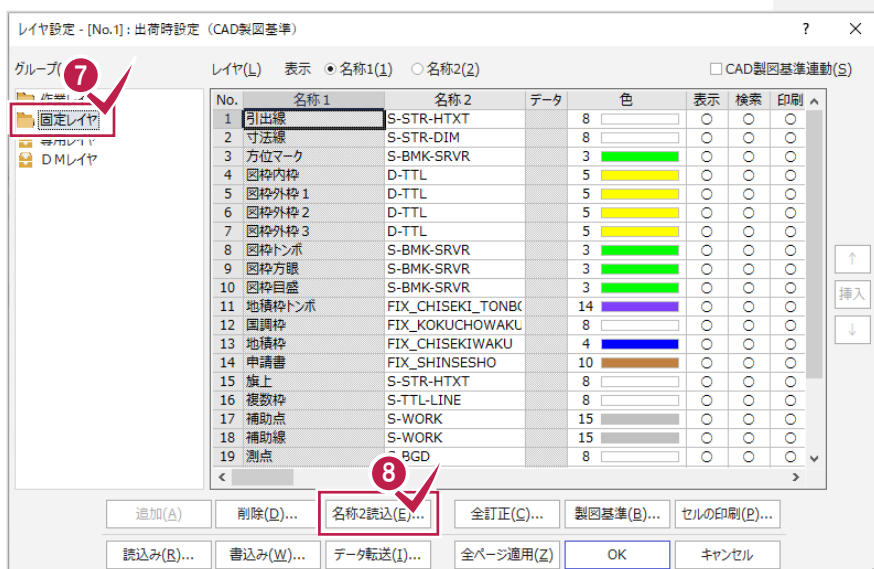 レイヤ設定 - [No.1] : 出荷時設定（CAD製図基準） ? ×
グループ( レイヤ(L) 表示 名称1(1) 名称2(2) CAD製図基準連動(S)
7
固定レイヤ
DMレイヤ
No. 名称1 名称2 データ 色 表示 検索 印刷
1 引出線 S-STR-HTXT 8 ○ ○ ○
2 寸法線 S-STR-DIM 8 ○ ○ ○
3 方位マーク S-BMK-SRVR 3 ○ ○ ○
4 図枠内枠 D-TTL 5 ○ ○ ○
5 図枠外枠1 D-TTL 5 ○ ○ ○
6 図枠外枠2 D-TTL 5 ○ ○ ○
7 図枠外枠3 D-TTL 5 ○ ○ ○
8 図枠トンボ S-BMK-SRVR 3 ○ ○ ○
9 図枠方眼 S-BMK-SRVR 3 ○ ○ ○
10 図枠目盛 S-BMK-SRVR 3 ○ ○ ○
11 地積枠トンボ FIX_CHISEKI_TONBO 14 ○ ○ ○
12 国調枠 FIX_KOKUCHOWAKU 8 ○ ○ ○
13 地積枠 FIX_CHISEKIWAKU 4 ○ ○ ○
14 申請書 FIX_SHINSESHO 10 ○ ○ ○
15 旗上 S-STR-HTXT 8 ○ ○ ○
16 複数枠 S-TTL-LINE 8 ○ ○ ○
17 補助点 S-WORK 15 ○ ○ ○
18 補助線 S-WORK 15 ○ ○ ○
19 測点 S-BGD 8 ○ ○ ○
↑
挿入
↓
8
追加(A) 削除(D)... 名称2読込(E)... 全訂正(C)... 製図基準(B)... セルの印刷(P)...
読込み(R)... 書込み(W)... データ転送(I)... 全ページ適用(Z) OK キャンセル